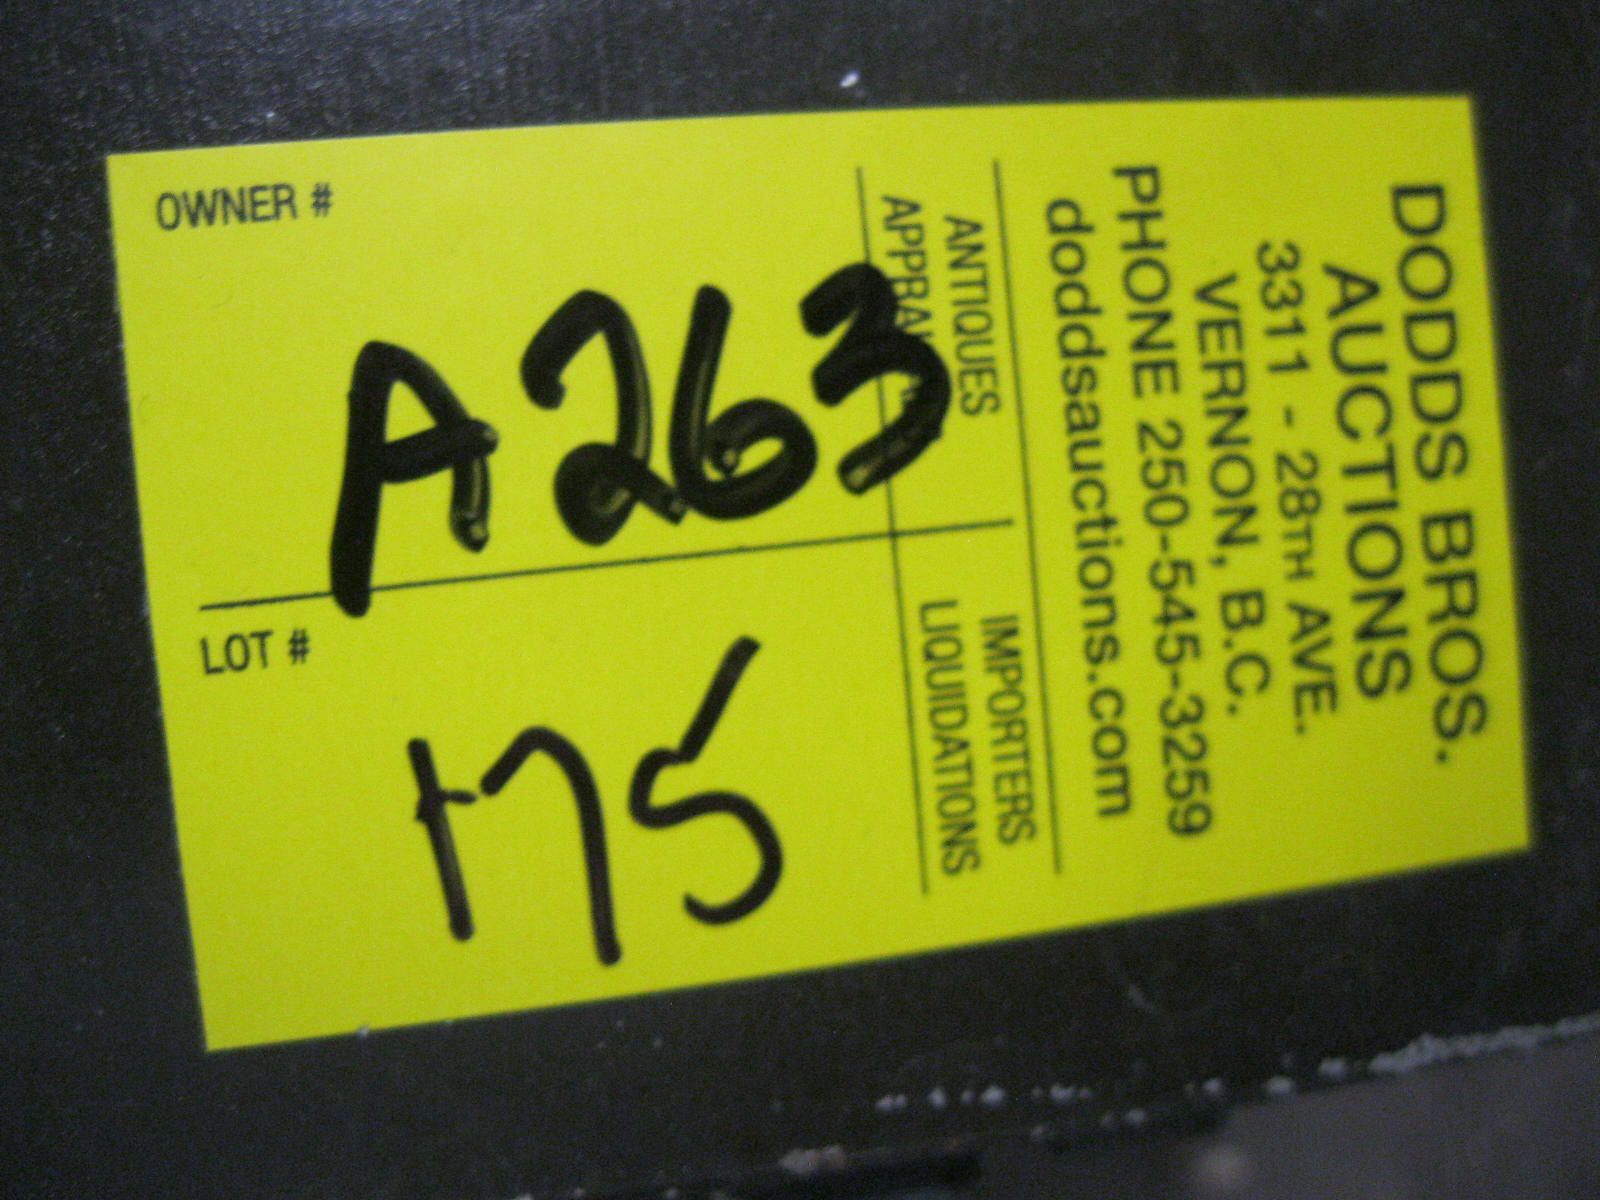 DODDS BROS.
AUCTIONS
3311 - 28TH AVE.
VERNON, B.C.
PHONE 250-545-3259
doddsauctions.com
ANTIQUES
IMPORTERS
LIQUIDATIONS
OWNER #
A263
LOT #
175